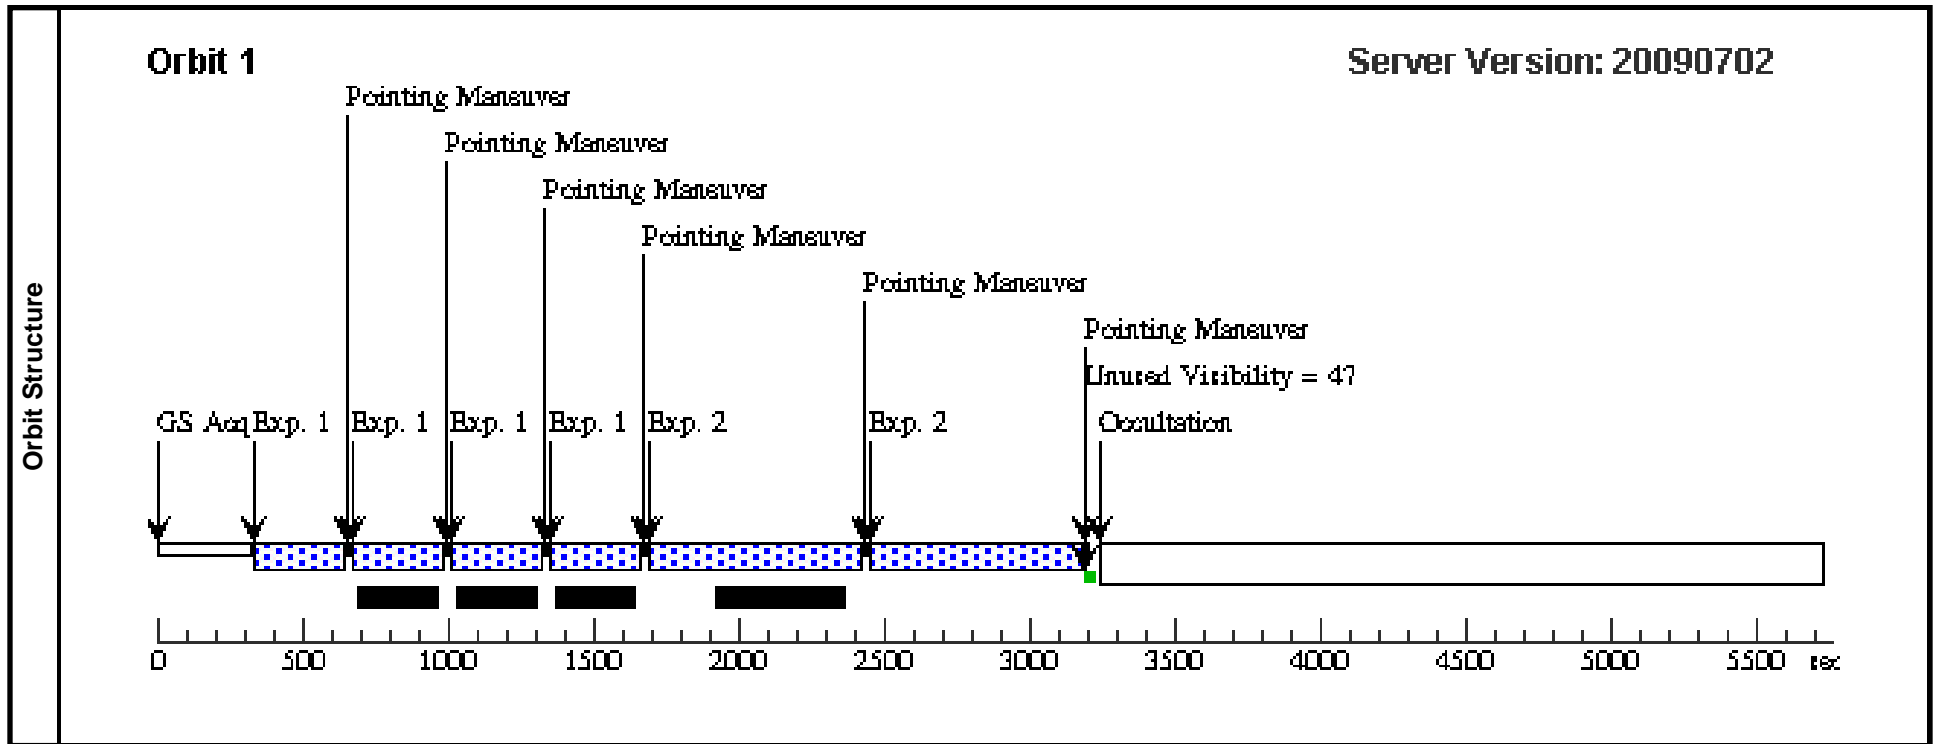 Orbit Structure
Orbit 1
Server Version: 20090702
Pointing Maneuver
Pointing Maneuver
Pointing Maneuver
Pointing Maneuver
Pointing Maneuver
Pointing Maneuver
Unused Visibility = 47
GS Acq Exp. 1 Exp. 1 Exp. 1 Exp. 1 Exp. 2 Exp. 2 Occultation
0 500 1000 1500 2000 2500 3000 3500 4000 4500 5000 5500 sec